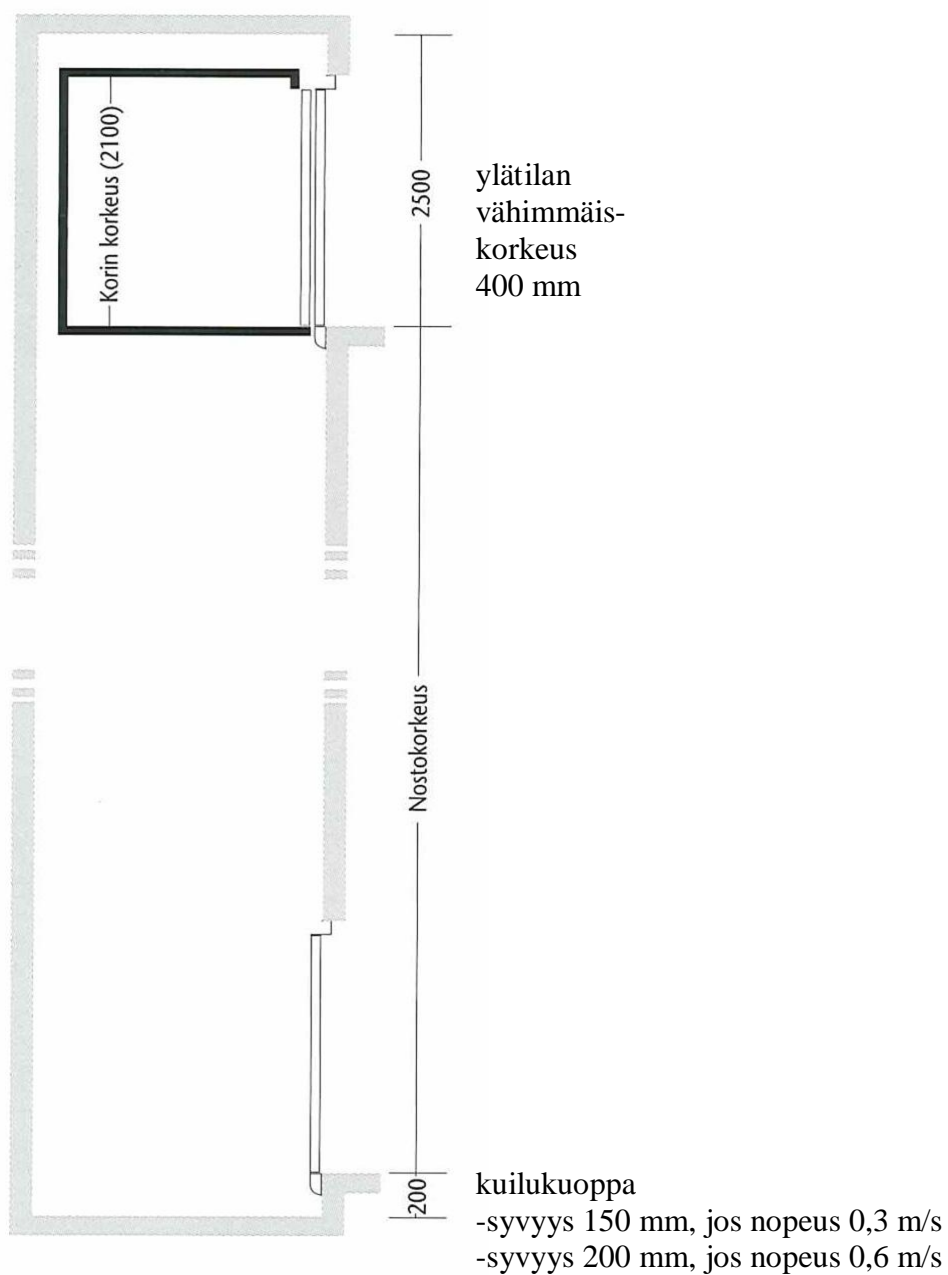 Korin korkeus (2100)
2500
ylätilan
vähimmäis-
korkeus
400 mm
Nostokorkeus
200
kuilukuoppa
-syvyys 150 mm, jos nopeus 0,3 m/s
-syvyys 200 mm, jos nopeus 0,6 m/s